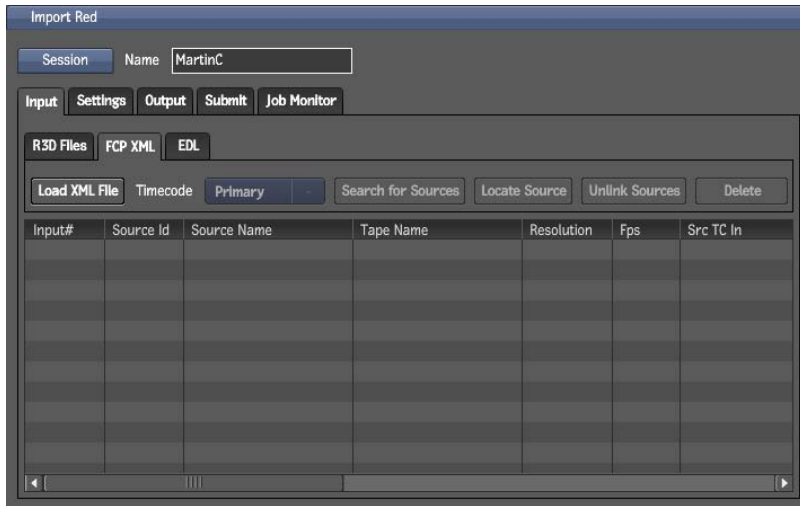 Import Red
Session Name MartinC
Input Settings Output Submit Job Monitor
R3D Files FCP XML EDL
Load XML File Timecode Primary Search for Sources Locate Source Unlink Sources Delete
Input# Source Id Source Name Tape Name Resolution Fps Src TC In